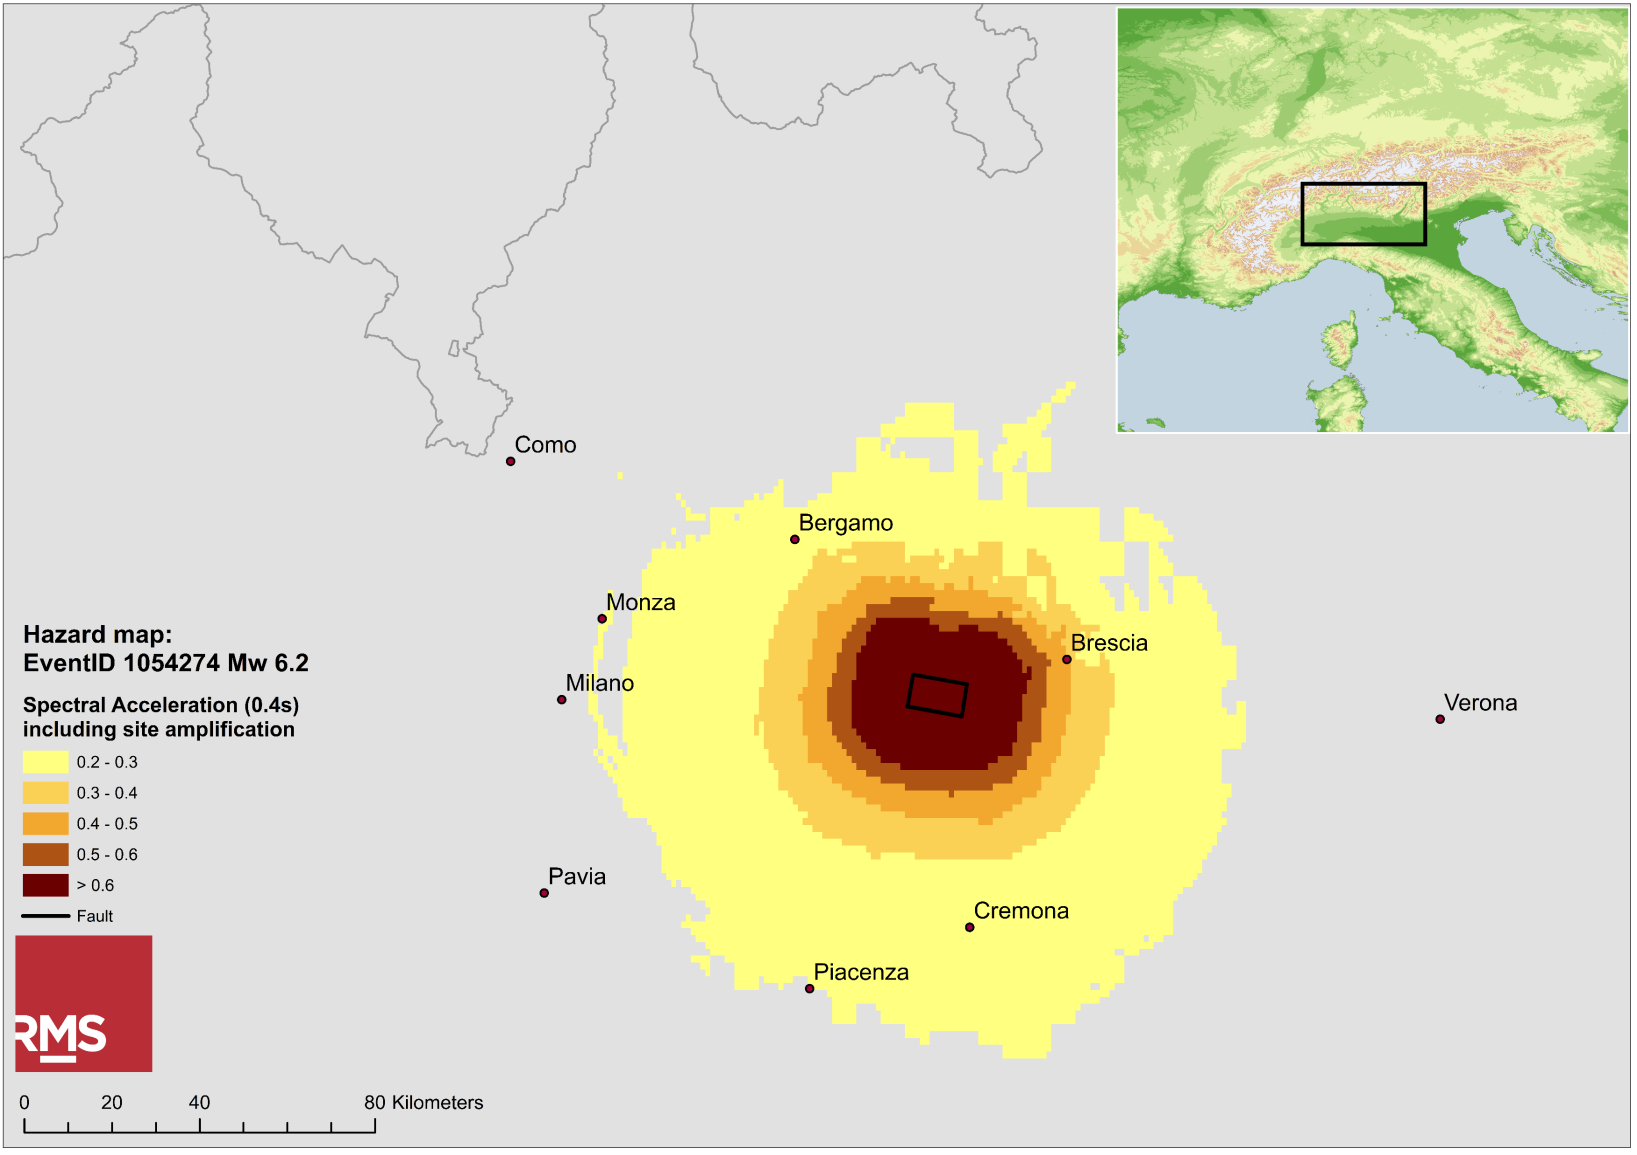 Como
Bergamo
Monza
Brescia
Milano
Verona
Pavia
Cremona
Piacenza
Hazard map:
EventID 1054274 Mw 6.2
Spectral Acceleration (0.4s)
including site amplification
0.2 - 0.3
0.3 - 0.4
0.4 - 0.5
0.5 - 0.6
> 0.6
Fault
RMS
0 20 40 80 Kilometers